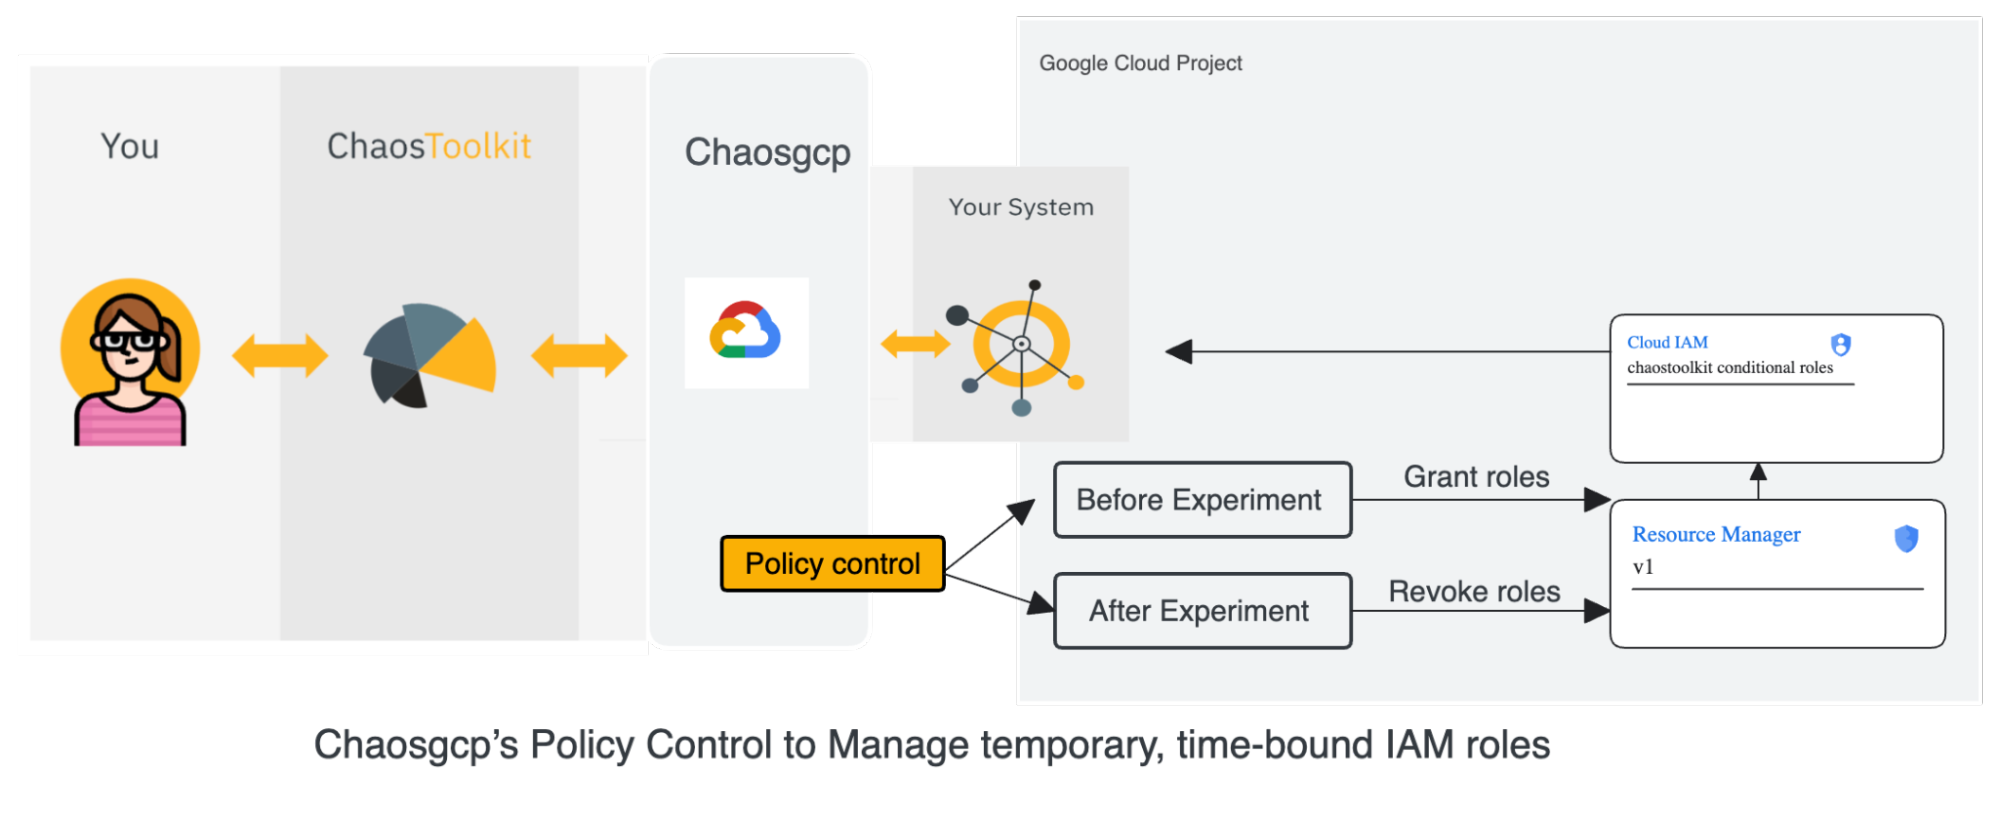 Google Cloud Project
You
ChaosToolkit
Chaosgcp
Your System
Cloud IAM
chaostoolkit conditional roles
Before Experiment
Grant roles
Policy control
Resource Manager
v1
After Experiment
Revoke roles
Chaosgcp’s Policy Control to Manage temporary, time-bound IAM roles